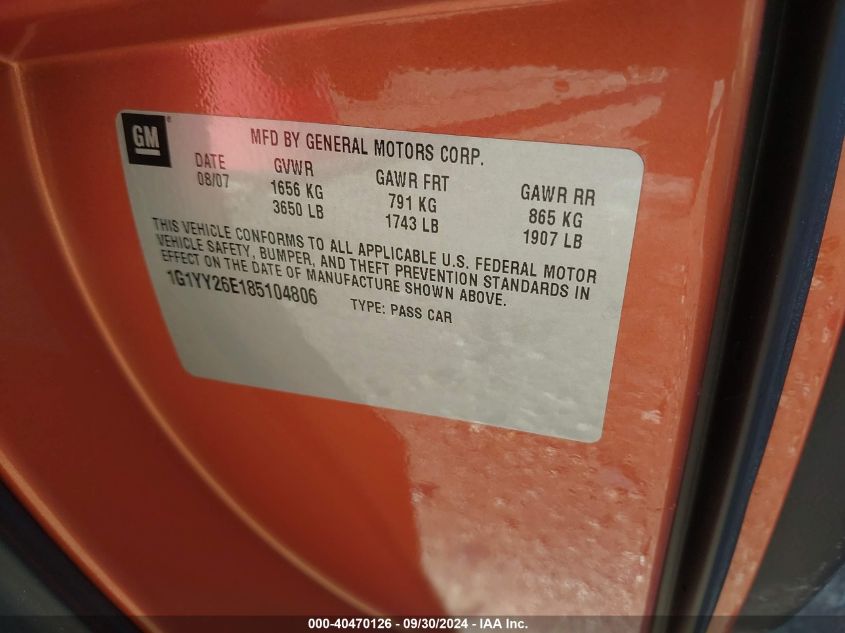 GM
MFD BY GENERAL MOTORS CORP.
DATE GVWR GAWR FRT GAWR RR
08/07 1656 KG 791 KG 865 KG
3650 LB 1743 LB 1907 LB
THIS VEHICLE CONFORMS TO ALL APPLICABLE U.S. FEDERAL MOTOR
VEHICLE SAFETY, BUMPER, AND THEFT PREVENTION STANDARDS IN
EFFECT ON THE DATE OF MANUFACTURE SHOWN ABOVE.
1G1YY26E185104806 TYPE: PASS CAR
000-40470126 - 09/30/2024 - IAA Inc.